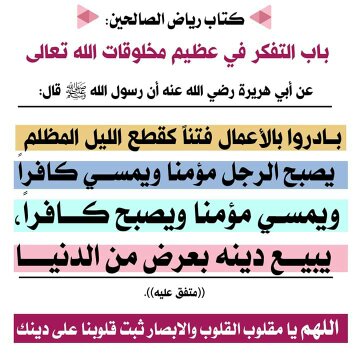 كتاب رياض الصالحين:
باب التفكر في عظيم مخلوقات الله تعالى
عن أبي هريرة رضي الله عنه أن رسول الله ﷺ قال:
بادروا بالأعمال فتناً كقطع الليل المظلم
يصبح الرجل مؤمنا ويمسي كافراً
ويمسي مؤمنا ويصبح كافراً،
يبيع دينه بعرض من الدنيا
((متفق عليه)).
اللهم يا مقلوب القلوب والابصار ثبت قلوبنا على دينك